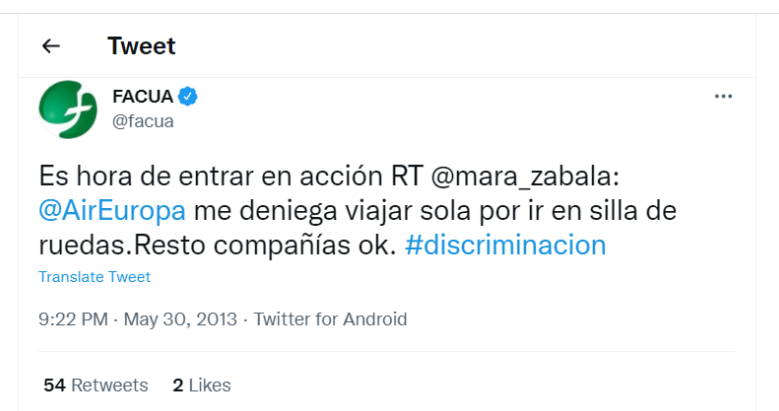 Tweet
FACUA
@facua
Es hora de entrar en acción RT @mara_zabala:
@AirEuropa me deniega viajar sola por ir en silla de
ruedas.Resto compañías ok. #discriminacion
Translate Tweet
9:22 PM · May 30, 2013 · Twitter for Android
54 Retweets 2 Likes